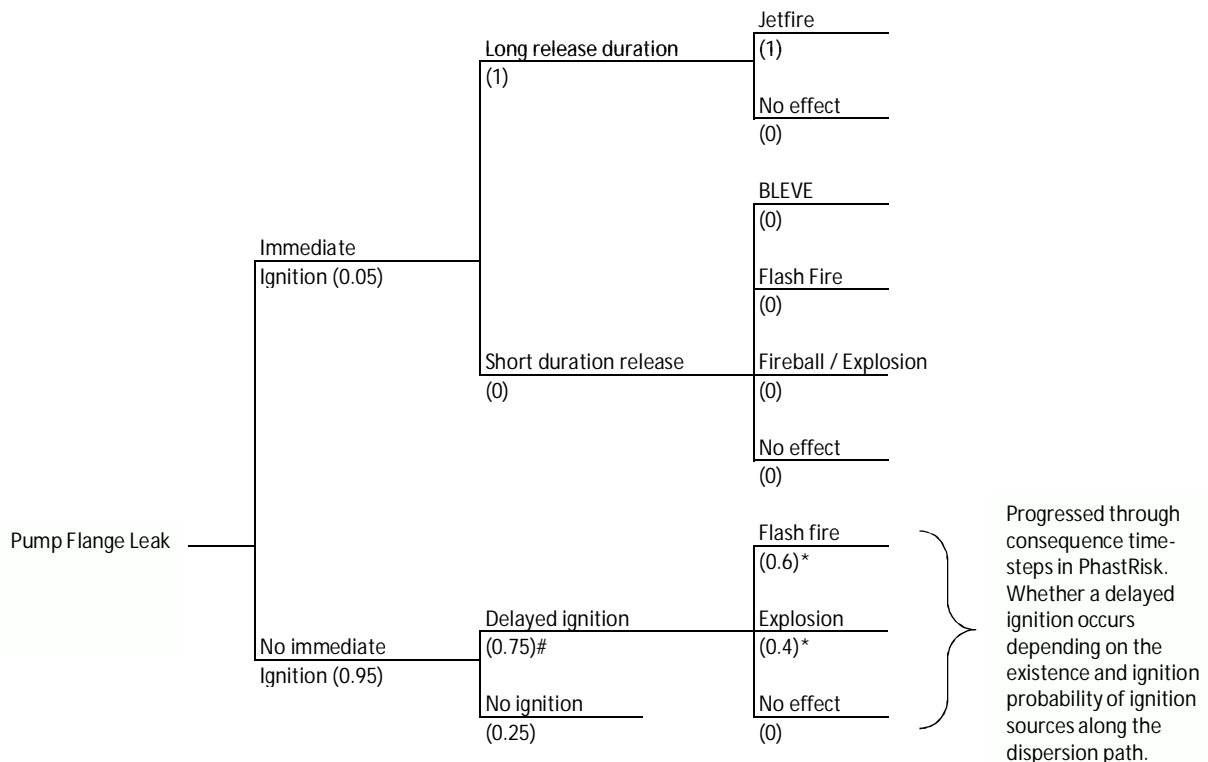 Jetfire
Long release duration
(1)
(1)
No effect
(0)
BLEVE
(0)
Immediate
Ignition (0.05)
Flash Fire
(0)
Short duration release
(0)
Fireball / Explosion
(0)
No effect
(0)
Pump Flange Leak
Flash fire
(0.6)*
Delayed ignition
(0.75)#
Explosion
(0.4)*
No immediate
Ignition (0.95)
No ignition
(0.25)
No effect
(0)
Progressed through
consequence time-
steps in PhastRisk.
Whether a delayed
ignition occurs
depending on the
existence and ignition
probability of ignition
sources along the
dispersion path.